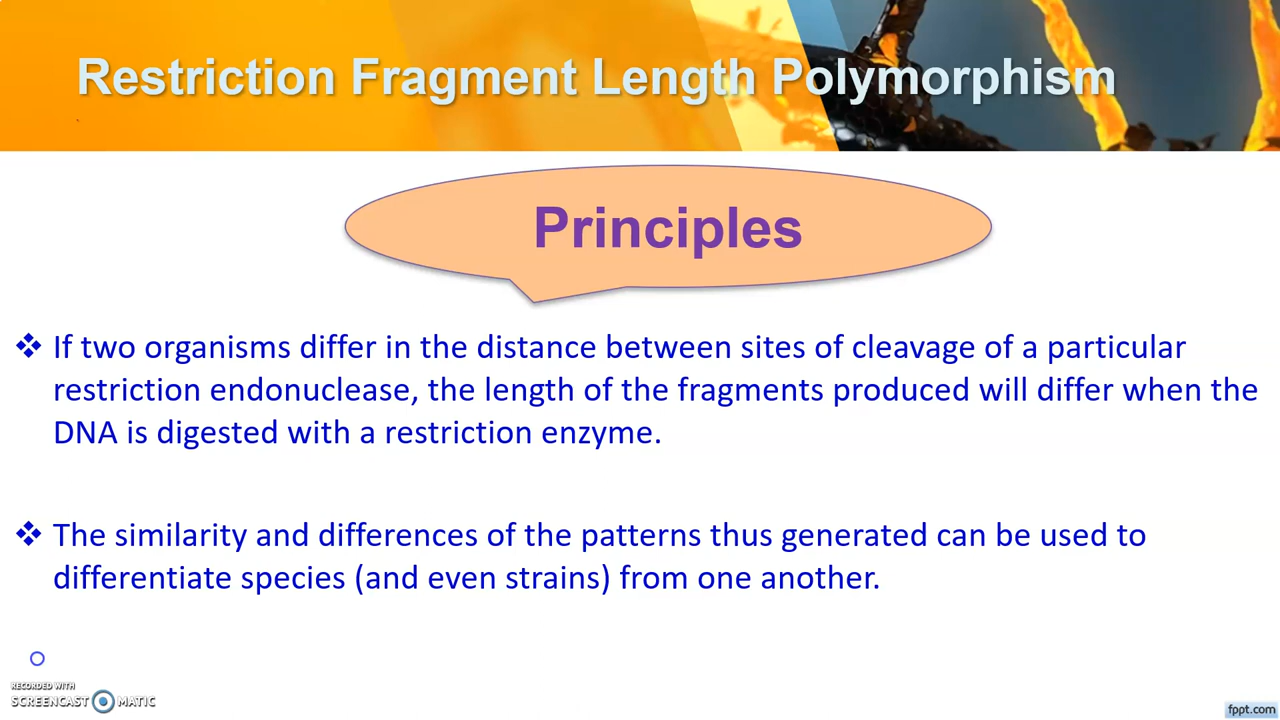 Restriction Fragment Length Polymorphism
Principles
❖ If two organisms differ in the distance between sites of cleavage of a particular
restriction endonuclease, the length of the fragments produced will differ when the
DNA is digested with a restriction enzyme.
❖ The similarity and differences of the patterns thus generated can be used to
differentiate species (and even strains) from one another.
RECORDED WITH
SCREENCAST MATIC
fppt.com